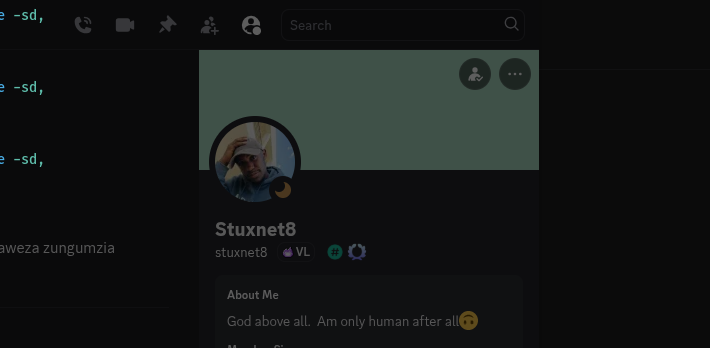 e -sd,
Search
e -sd,
e -sd,
Stuxnet8
stuxnet8 VL #
aweza zungumzia
About Me
God above all. Am only human after all🙃